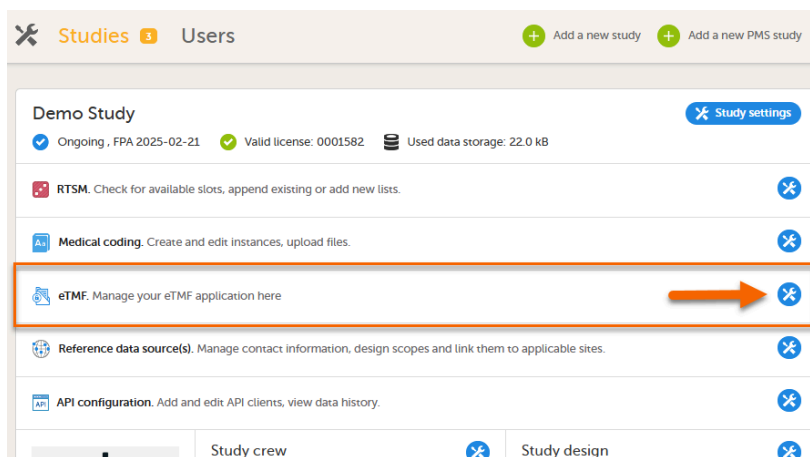 Studies 3 Users Add a new study Add a new PMS study
Demo Study Study settings
Ongoing , FPA 2025-02-21 Valid license: 0001582 Used data storage: 22.0 kB
RTSM. Check for available slots, append existing or add new lists.
Aa Medical coding. Create and edit instances, upload files.
eTMF. Manage your eTMF application here
Reference data source(s). Manage contact information, design scopes and link them to applicable sites.
API API configuration. Add and edit API clients, view data history.
Study crew Study design